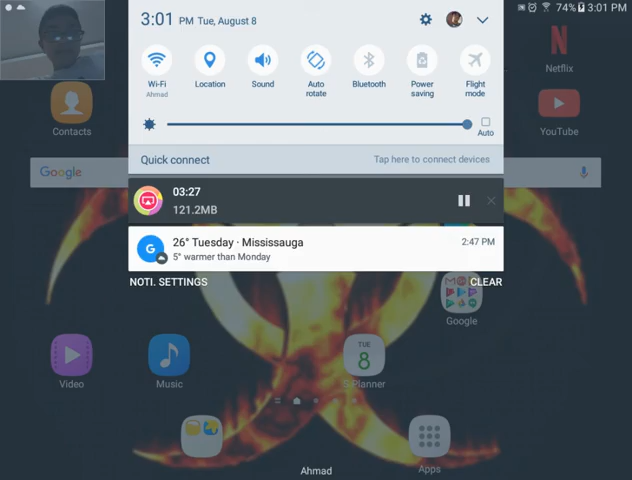 3:01 PM Tue, August 8
74% 3:01 PM
Wi-Fi
Ahmad
Location
Sound
Auto
rotate
Bluetooth
Power
saving
Flight
mode
Netflix
Contacts
Auto
YouTube
Quick connect
Tap here to connect devices
Google
03:27
121.2MB
26° Tuesday · Mississauga
2:47 PM
5° warmer than Monday
NOTI. SETTINGS
CLEAR
Google
TUE
8
Video
Music
S Planner
Ahmad
Apps